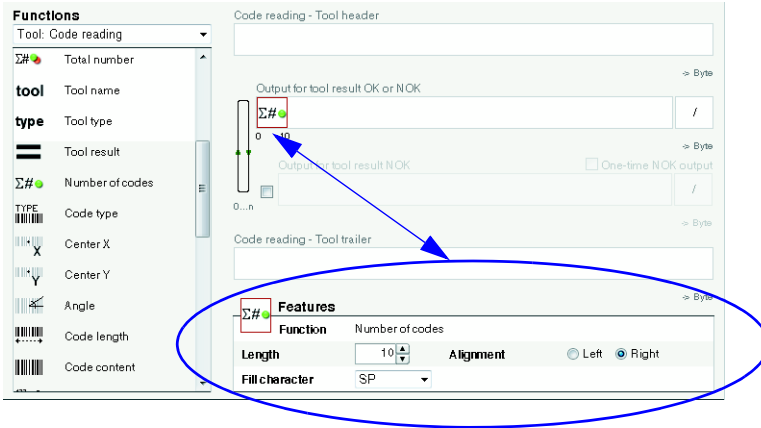 Functions
Tool: Code reading
Σ# Total number
tool Tool name
type Tool type
Tool result
Σ# Number of codes
TYPE Code type
X Center X
Y Center Y
Angle
Code length
Code content
Code reading - Tool header
-> Byte
Output for tool result OK or NOK
Σ# /
0 10
-> Byte
Output for tool result NOK One-time NOK output
/
0...n
-> Byte
Code reading - Tool trailer
-> Byte
Σ# Features
Function Number of codes
Length 10 Alignment Left Right
Fill character SP